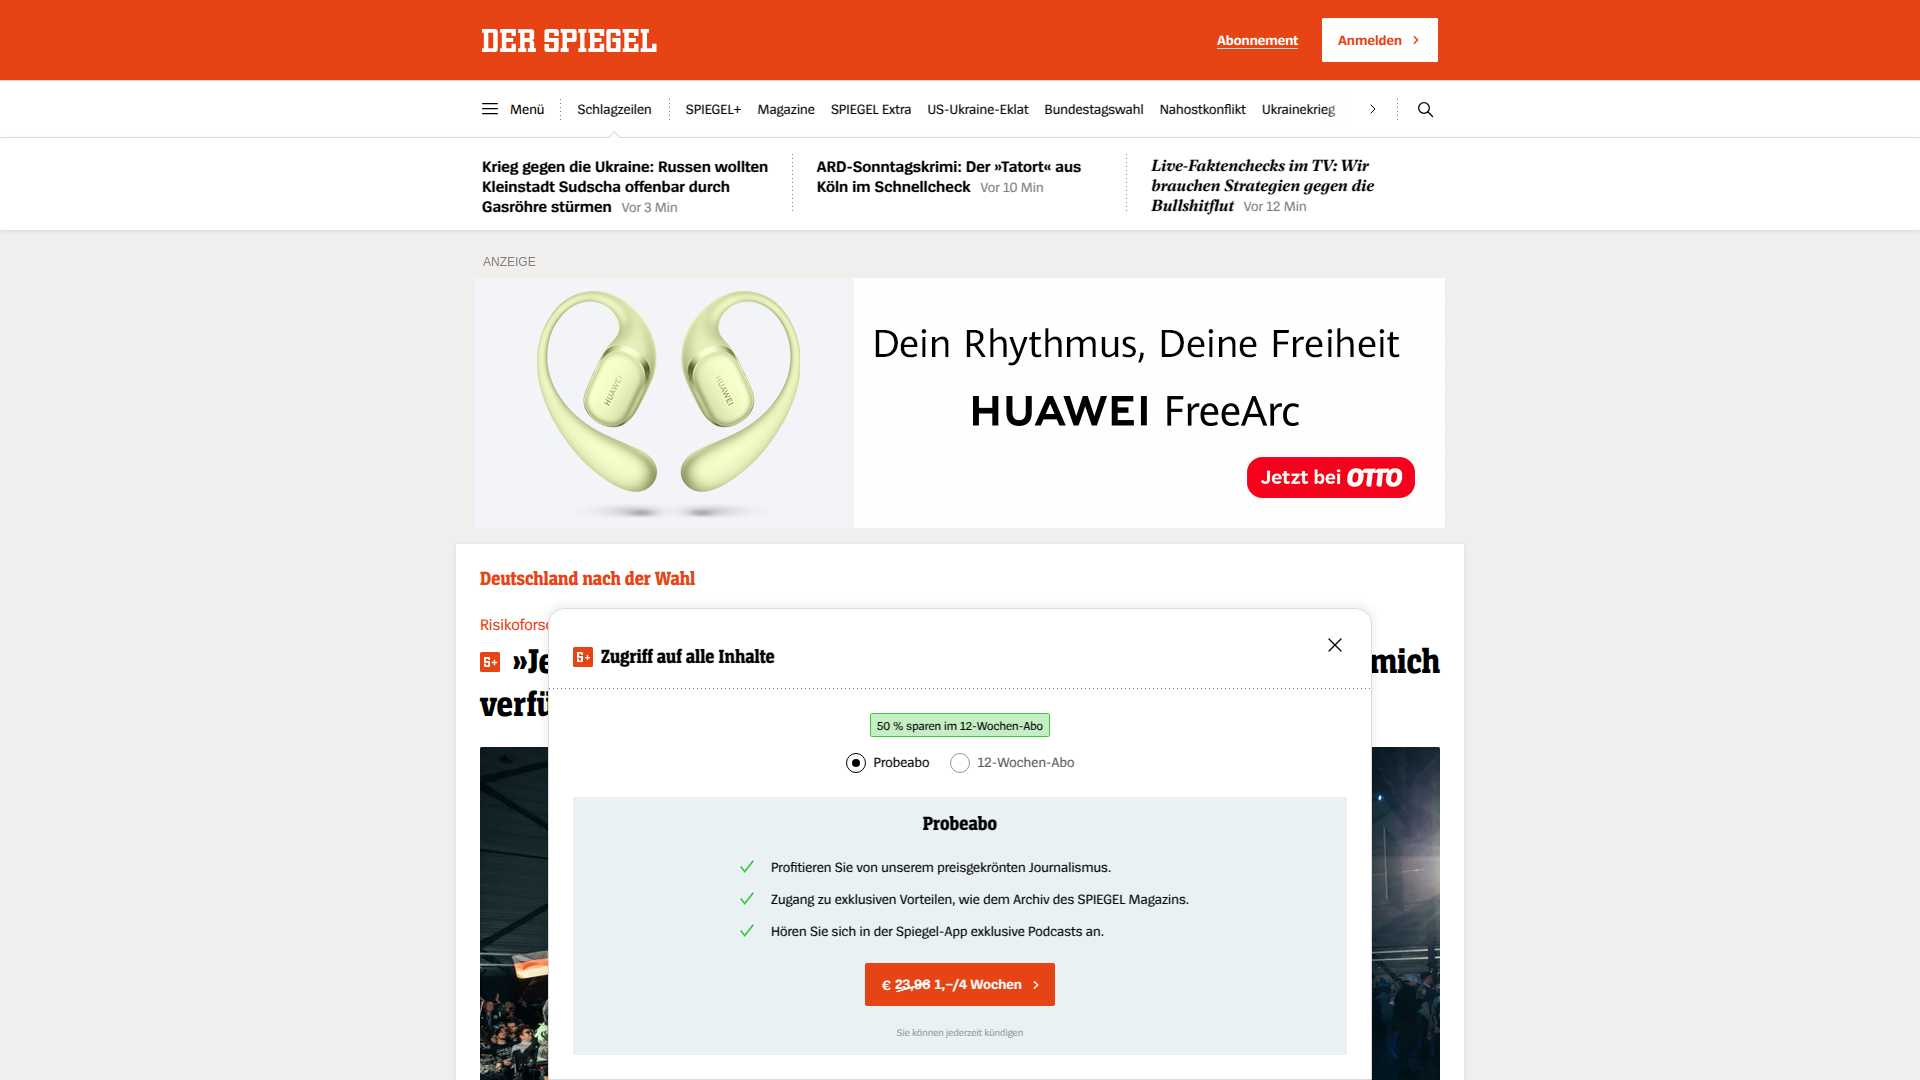 DER SPIEGEL
Abonnement
Anmelden
Menü
Schlagzeilen
SPIEGEL+
Magazine
SPIEGEL Extra
US-Ukraine-Eklat
Bundestagswahl
Nahostkonflikt
Ukrainekrieg
Krieg gegen die Ukraine: Russen wollten
Kleinstadt Sudscha offenbar durch
Gasröhre stürmen Vor 3 Min
ARD-Sonntagskrimi: Der »Tatort« aus
Köln im Schnellcheck Vor 10 Min
Live-Faktenchecks im TV: Wir
brauchen Strategien gegen die
Bullshitflut Vor 12 Min
ANZEIGE
HUAWEI
HUAWEI
Dein Rhythmus, Deine Freiheit
HUAWEI FreeArc
Jetzt bei OTTO
Deutschland nach der Wahl
Risikofors
»Je
mich
verfü
S+ Zugriff auf alle Inhalte
50 % sparen im 12-Wochen-Abo
Probeabo
12-Wochen-Abo
Probeabo
Profitieren Sie von unserem preisgekrönten Journalismus.
Zugang zu exklusiven Vorteilen, wie dem Archiv des SPIEGEL Magazins.
Hören Sie sich in der Spiegel-App exklusive Podcasts an.
€ 23,96 1,–/4 Wochen
Sie können jederzeit kündigen